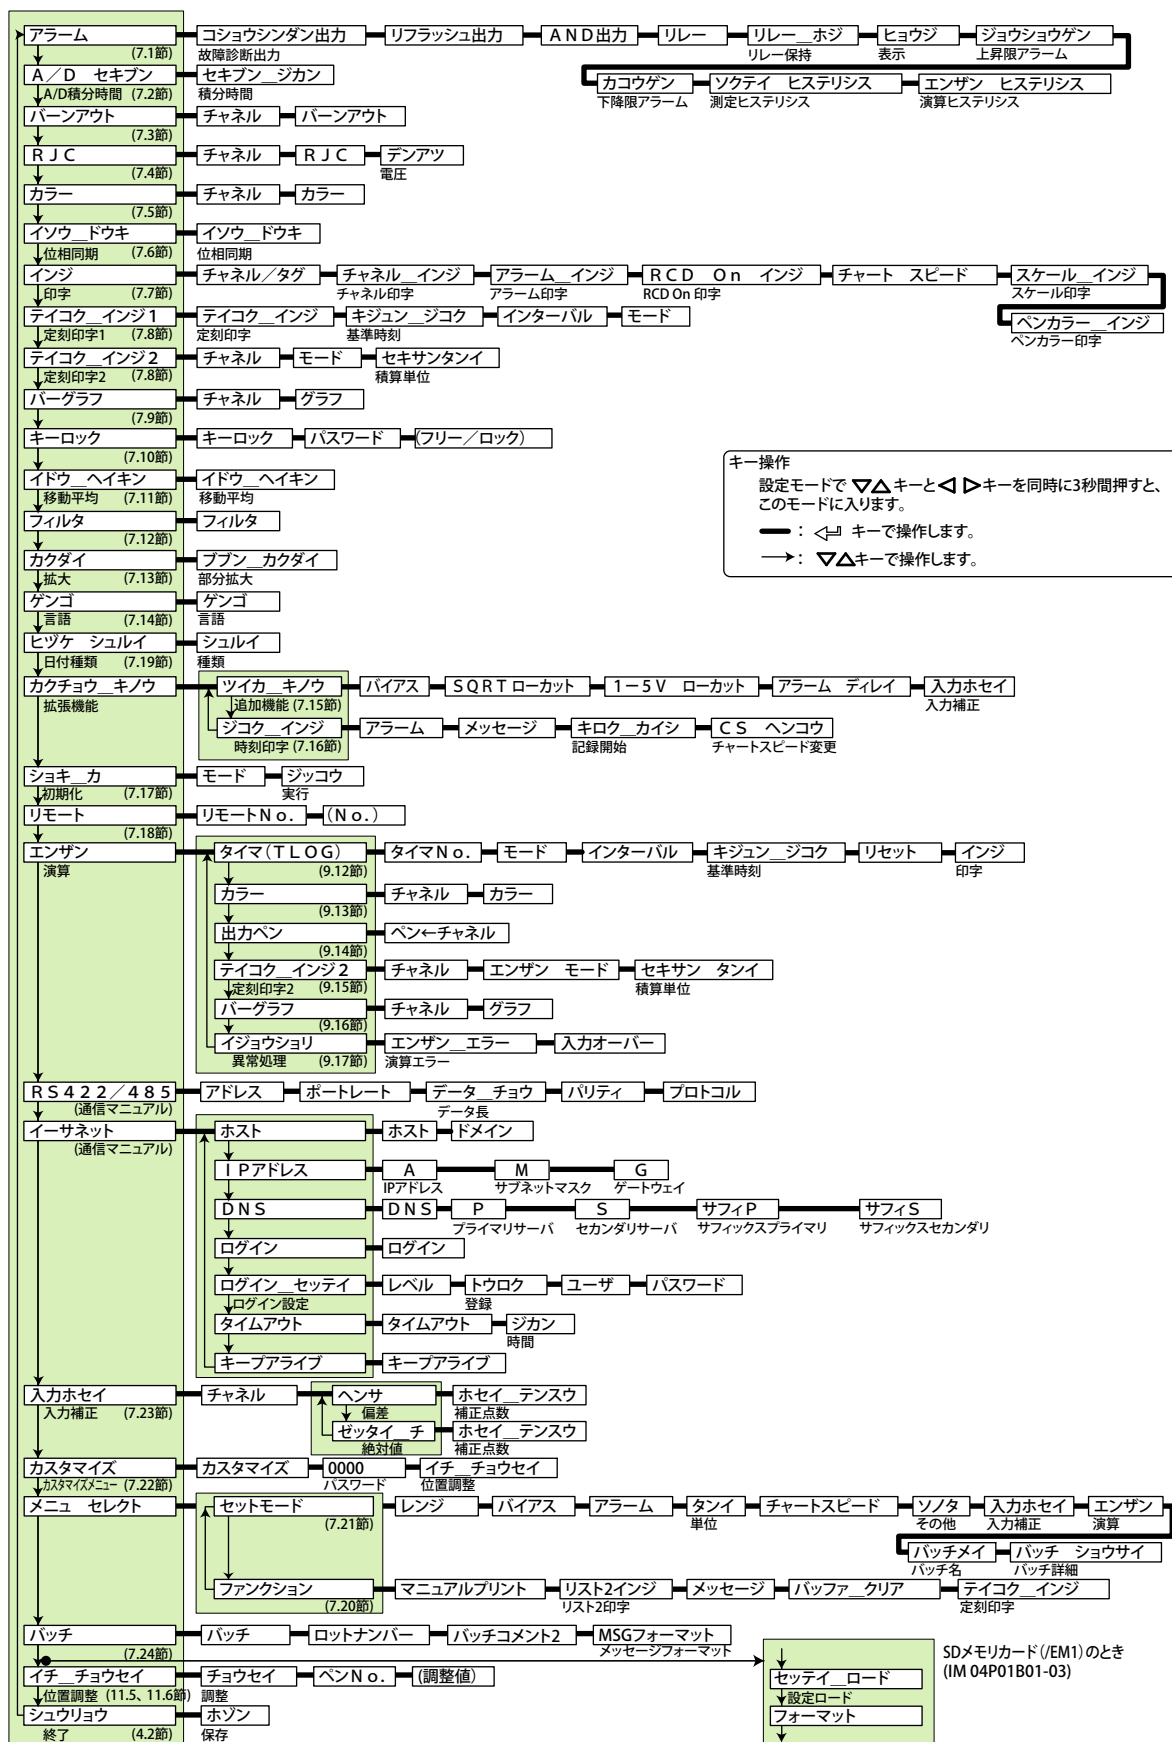 アラーム コショウシンダン出力 リフラッシュ出力 AND出力 リレー リレー＿ホジ ヒョウジ ジョウショウゲン
(7.1節) 故障診断出力 リレー保持 表示 上昇限アラーム
A／D セキブン セキブン＿ジカン カコウゲン ソクテイ ヒステリシス エンザン ヒステリシス
A/D積分時間 (7.2節) 積分時間 下降限アラーム 測定ヒステリシス 演算ヒステリシス
バーンアウト チャネル バーンアウト
(7.3節)
RJC チャネル RJC デンアツ
(7.4節) 電圧
カラー チャネル カラー
(7.5節)
イソウ＿ドウキ イソウ＿ドウキ
位相同期 (7.6節) 位相同期
インジ チャネル／タグ チャネル＿インジ アラーム＿インジ RCD On インジ チャート スピード スケール＿インジ
印字 (7.7節) チャネル印字 アラーム印字 RCD On 印字 スケール印字
テイコク＿インジ1 テイコク＿インジ キジュン＿ジコク インターバル モード ペンカラー＿インジ
定刻印字1 (7.8節) 定刻印字 基準時刻 ペンカラー印字
テイコク＿インジ2 チャネル モード セキサンタンイ
定刻印字2 (7.8節) 積算単位
バーグラフ チャネル グラフ
(7.9節)
キーロック キーロック パスワード (フリー／ロック)
(7.10節)
イドウ＿ヘイキン イドウ＿ヘイキン
移動平均 (7.11節) 移動平均
フィルタ フィルタ
(7.12節)
カクダイ ブブン＿カクダイ
拡大 (7.13節) 部分拡大
ゲンゴ ゲンゴ
言語 (7.14節) 言語
ヒヅケ シュルイ シュルイ
日付種類 (7.19節) 種類
キー操作
設定モードで ▽△キーと◁ ▷キーを同時に3秒間押すと、
このモードに入ります。
： キーで操作します。
： ▽△キーで操作します。
カクチョウ＿キノウ ツイカ＿キノウ バイアス SQRTローカット 1－5V ローカット アラーム ディレイ 入力ホセイ
拡張機能 追加機能 (7.15節) 入力補正
ジコク＿インジ アラーム メッセージ キロク＿カイシ CS ヘンコウ
時刻印字 (7.16節) 記録開始 チャートスピード変更
ショキ＿カ モード ジッコウ
初期化 (7.17節) 実行
リモート リモートNo. (No.)
(7.18節)
エンザン タイマ(TLOG) タイマNo. モード インターバル キジュン＿ジコク リセット インジ
演算 (9.12節) 基準時刻 印字
カラー チャネル カラー
(9.13節)
出力ペン ペン←チャネル
(9.14節)
テイコク＿インジ2 チャネル エンザン モード セキサン タンイ
定刻印字2 (9.15節) 積算単位
バーグラフ チャネル グラフ
(9.16節)
イジョウショリ エンザン＿エラー 入力オーバー
異常処理 (9.17節) 演算エラー
RS422／485 アドレス ポートレート データ＿チョウ パリティ プロトコル
(通信マニュアル) データ長
イーサネット ホスト ホスト ドメイン
(通信マニュアル)
IPアドレス A M G
IPアドレス サブネットマスク ゲートウェイ
DNS DNS P S サフィP サフィS
プライマリサーバ セカンダリサーバ サフィックスプライマリ サフィックスセカンダリ
ログイン ログイン
ログイン＿セッテイ レベル トウロク ユーザ パスワード
ログイン設定 登録
タイムアウト タイムアウト ジカン
時間
キープアライブ キープアライブ
入力ホセイ チャネル ヘンサ ホセイ＿テンスウ
入力補正 (7.23節) 偏差 補正点数
ゼッタイ＿チ ホセイ＿テンスウ
絶対値 補正点数
カスタマイズ カスタマイズ 0000 イチ＿チョウセイ
カスタマイズメニュー (7.22節) パスワード 位置調整
メニュ セレクト セットモード レンジ バイアス アラーム タンイ チャートスピード ソノタ 入力ホセイ エンザン
(7.21節) 単位 その他 入力補正 演算
バッチメイ バッチ ショウサイ
バッチ名 バッチ詳細
ファンクション マニュアルプリント リスト2インジ メッセージ バッファ＿クリア テイコク＿インジ
(7.20節) リスト2印字 定刻印字
バッチ バッチ ロットナンバー バッチコメント2 MSGフォーマット
(7.24節) メッセージフォーマット
イチ＿チョウセイ チョウセイ ペンNo. (調整値)
位置調整 (11.5、11.6節) 調整
シュウリョウ ホゾン
終了 (4.2節) 保存
セッテイ＿ロード
設定ロード
フォーマット
SDメモリカード(/EM1)のとき
(IM 04P01B01-03)